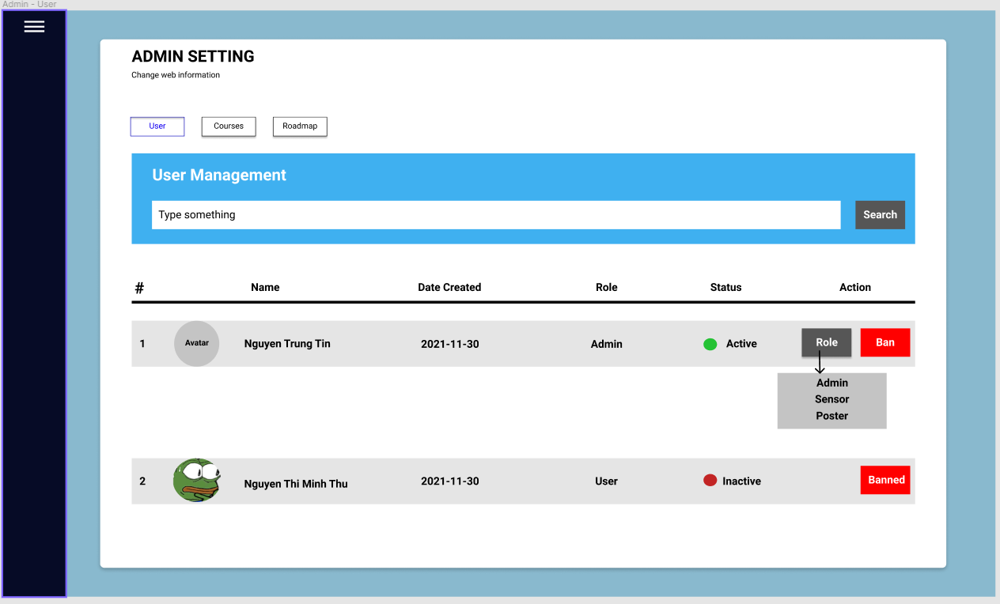 Admin - User
ADMIN SETTING
Change web information
User Courses Roadmap
User Management
Type something Search
# Name Date Created Role Status Action
1 Avatar Nguyen Trung Tin 2021-11-30 Admin Active Role Ban
Admin
Sensor
Poster
2 Nguyen Thi Minh Thu 2021-11-30 User Inactive Banned